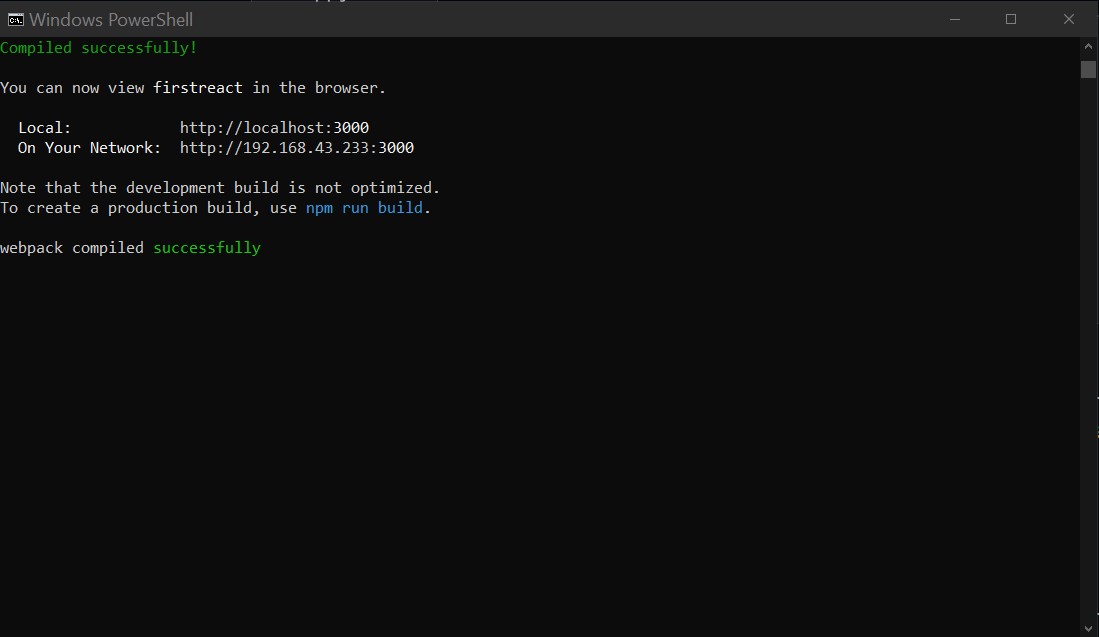 Windows PowerShell
Compiled successfully!
You can now view firstreact in the browser.
Local: http://localhost:3000
On Your Network: http://192.168.43.233:3000
Note that the development build is not optimized.
To create a production build, use npm run build.
webpack compiled successfully